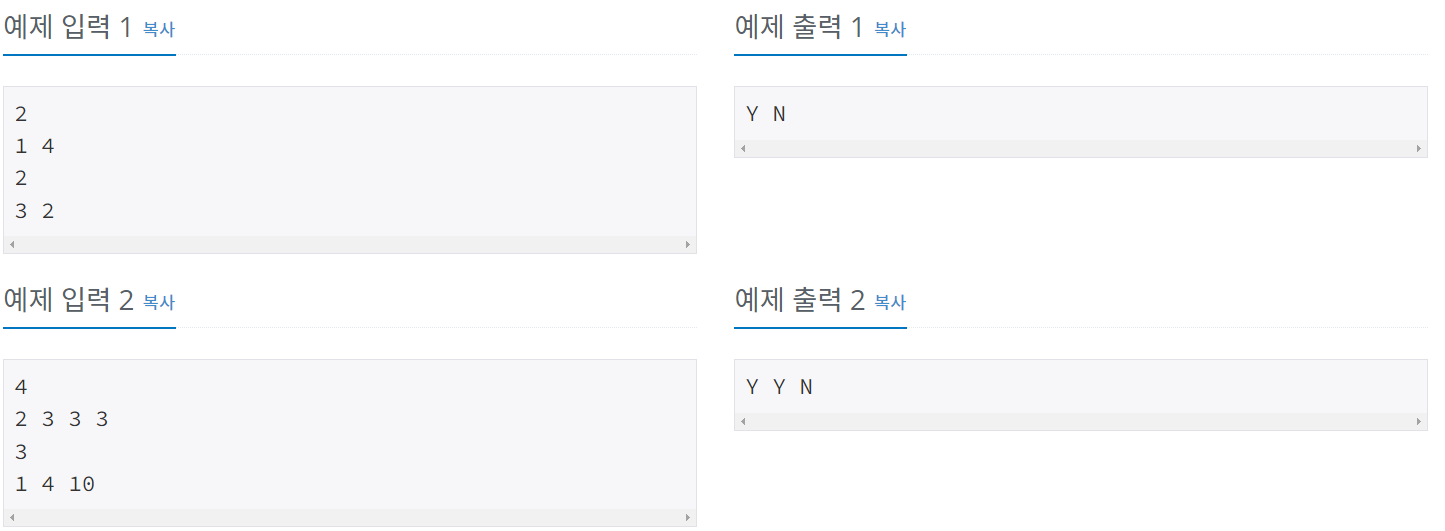 예제 입력 1 복사
2
1 4
2
3 2
예제 출력 1 복사
Y N
예제 입력 2 복사
4
2 3 3 3
3
1 4 10
예제 출력 2 복사
Y Y N